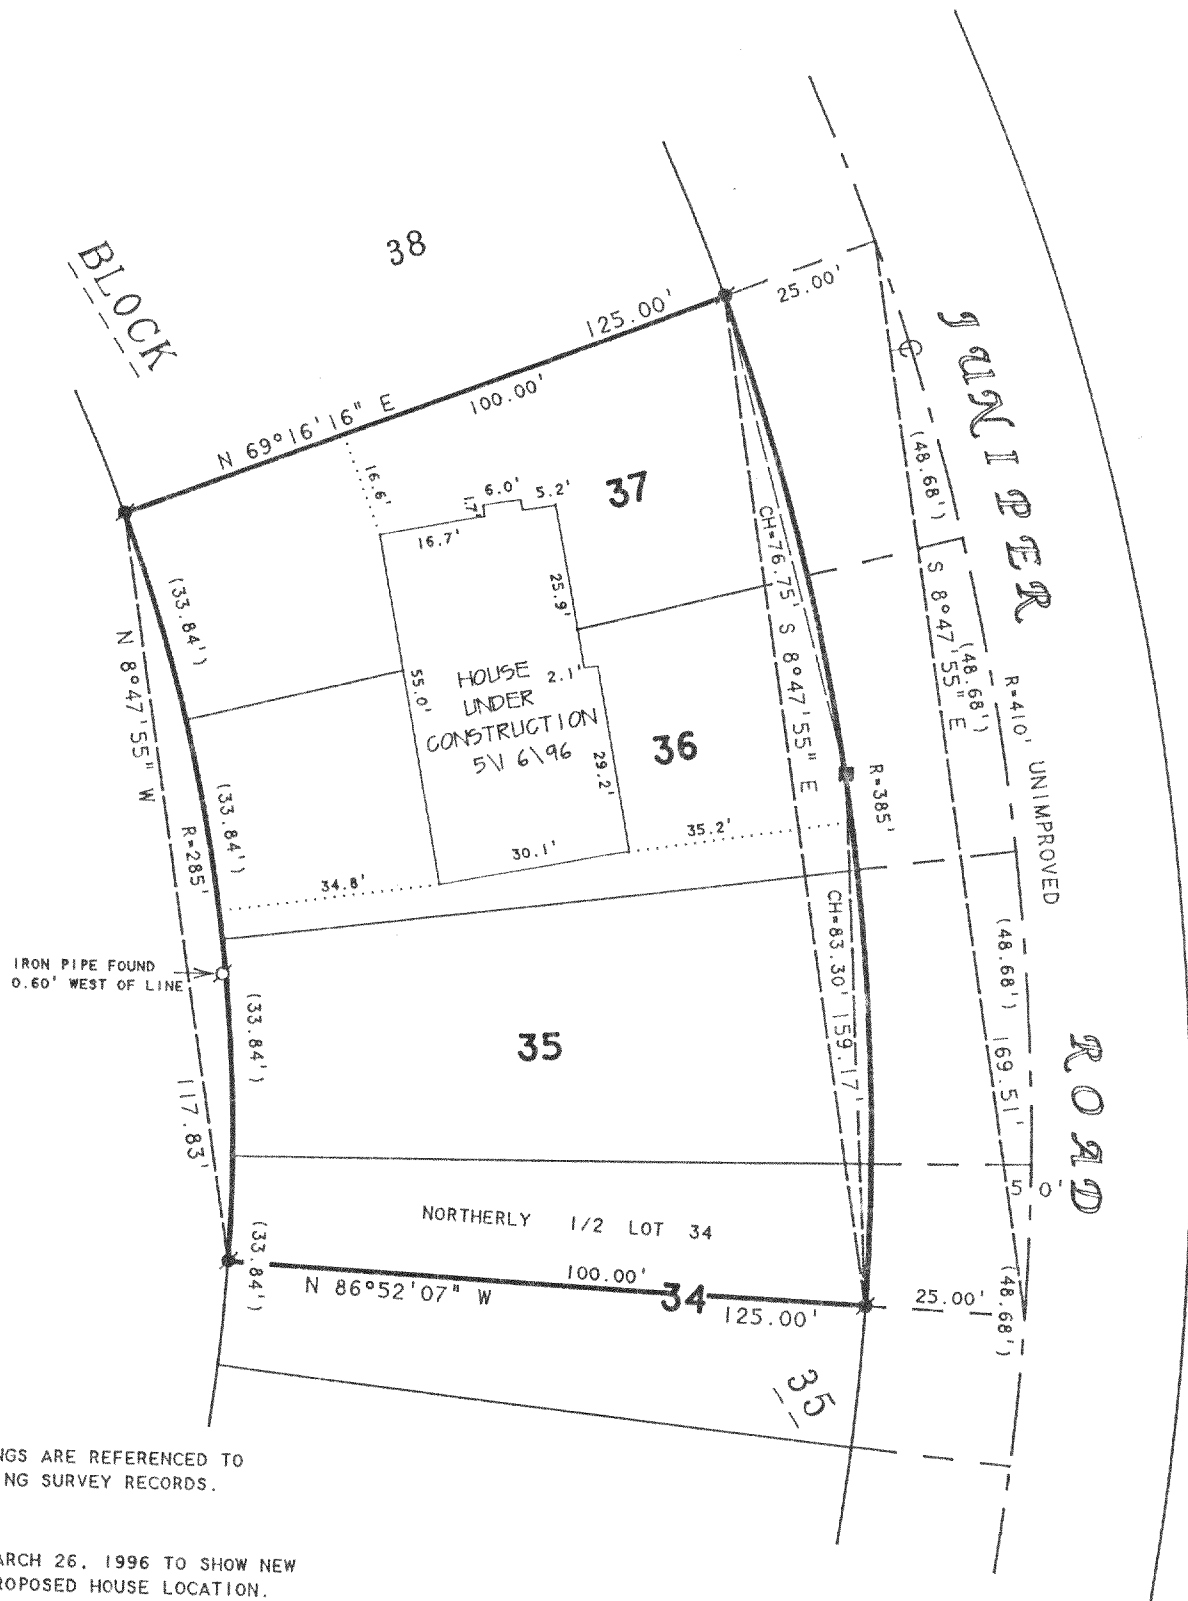 38
BLOCK
25.00'
125.00'
100.00'
N 69°16'16" E
JUNIPER
16.6'
1.7'
6.0'
5.2'
37
16.7'
(48.68')
CH=76.75'
S 8°47'55" E
25.9'
(33.84')
N 8°47'55" W
S 8°47'55" E
(48.68')
55.0'
HOUSE
UNDER
CONSTRUCTION
5\1 6\96
2.1'
36
29.2'
R=410' UNIMPROVED
R=385'
(33.84')
R=285'
35.2'
30.1'
34.8'
CH=83.30'
159.17'
(48.68')
IRON PIPE FOUND
0.60' WEST OF LINE
(33.84')
35
169.51'
ROAD
117.83'
50'
NORTHERLY 1/2 LOT 34
(33.84')
100.00'
N 86°52'07" W
34
125.00'
25.00'
(48.68')
35
NGS ARE REFERENCED TO
NG SURVEY RECORDS.
ARCH 26, 1996 TO SHOW NEW
ROPOSED HOUSE LOCATION.